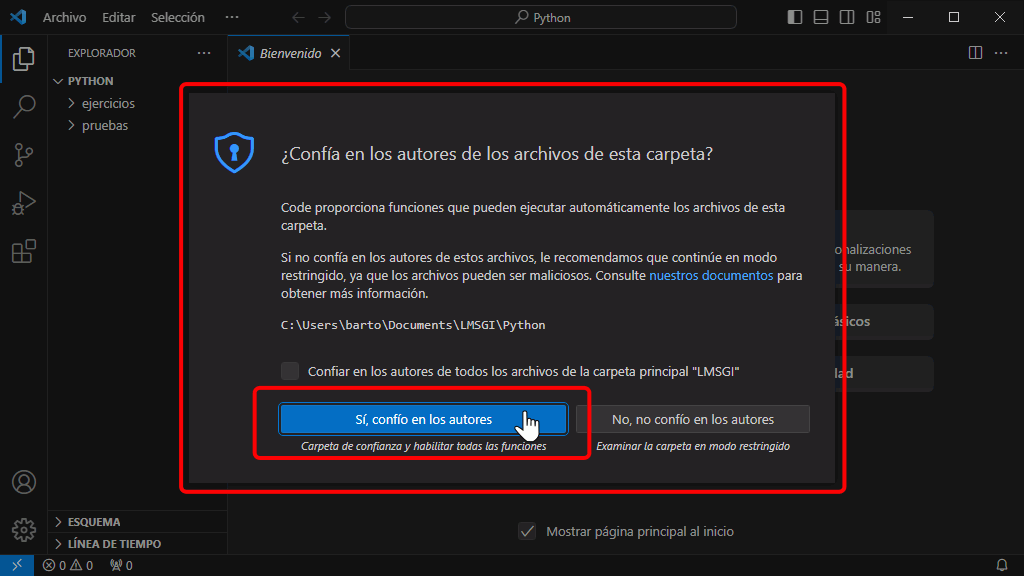 Archivo Editar Selección ··· Python
EXPLORADOR ···
Bienvenido
PYTHON
ejercicios
pruebas
¿Confía en los autores de los archivos de esta carpeta?
Code proporciona funciones que pueden ejecutar automáticamente los archivos de esta
carpeta.
Si no confía en los autores de estos archivos, le recomendamos que continúe en modo
restringido, ya que los archivos pueden ser maliciosos. Consulte nuestros documentos para
obtener más información.
C:\Users\barto\Documents\LMSGI\Python
Confiar en los autores de todos los archivos de la carpeta principal "LMSGI"
Sí, confío en los autores
No, no confío en los autores
Carpeta de confianza y habilitar todas las funciones
Examinar la carpeta en modo restringido
su manera.
Mostrar página principal al inicio
ESQUEMA
LÍNEA DE TIEMPO
0 0 0